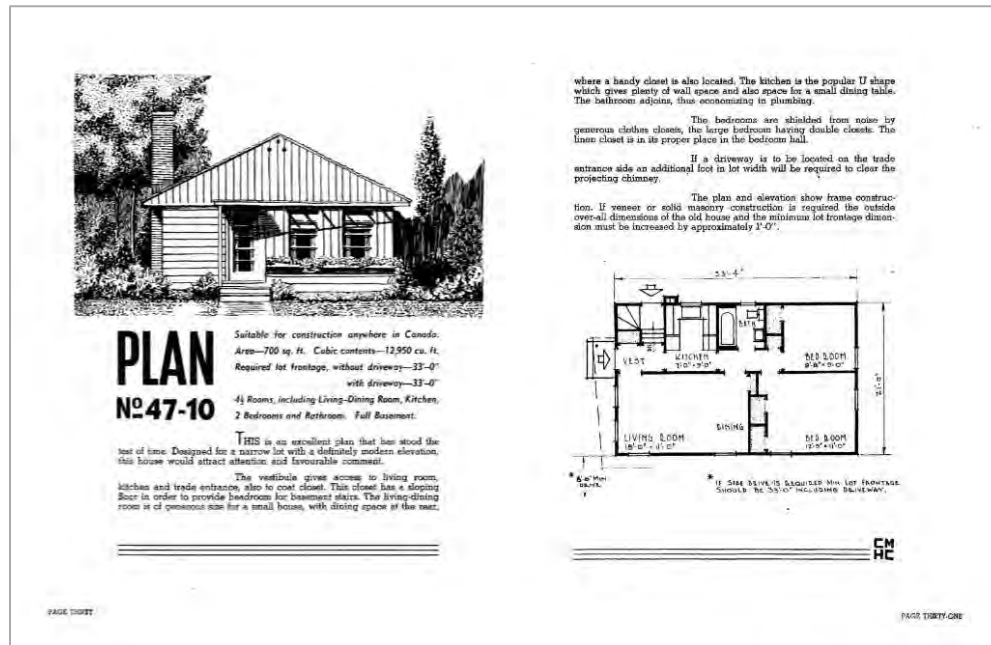 PLAN
Nº 47-10
Suitable for construction anywhere in Canada.
Area—700 sq. ft. Cubic contents—12,950 cu. ft.
Required lot frontage, without driveway—33'-0"
with driveway—33'-0"
4½ Rooms, including Living-Dining Room, Kitchen,
2 Bedrooms and Bathroom. Full Basement.
THIS is an excellent plan that has stood the
test of time. Designed for a narrow lot with a definitely modern elevation,
this house would attract attention and favourable comment.
The vestibule gives access to living room,
kitchen and trade entrance, also to coat closet. This closet has a sloping
floor in order to provide headroom for basement stairs. The living-dining
room is of generous size for a small house, with dining space at the rear,
PAGE THIRTY
where a handy closet is also located. The kitchen is the popular U shape
which gives plenty of wall space and also space for a small dining table.
The bathroom adjoins, thus economizing in plumbing.
The bedrooms are shielded from noise by
generous clothes closets, the large bedroom having double closets. The
linen closet is in its proper place in the bedroom hall.
If a driveway is to be located on the trade
entrance side an additional foot in lot width will be required to clear the
projecting chimney.
The plan and elevation show frame construc-
tion. If veneer or solid masonry construction is required the outside
over-all dimensions of the old house and the minimum lot frontage dimen-
sion must be increased by approximately 1'-0".
33'-4"
BATH
VEST
KITCHEN
BED ROOM
21'-0"
DINING
LIVING ROOM
BED ROOM
* 8'-0" MIN
DRIVE
* IF SIDE DRIVE IS REQUIRED MIN LOT FRONTAGE
SHOULD BE 33'-0" INCLUDING DRIVEWAY.
CM
HC
PAGE THIRTY-ONE